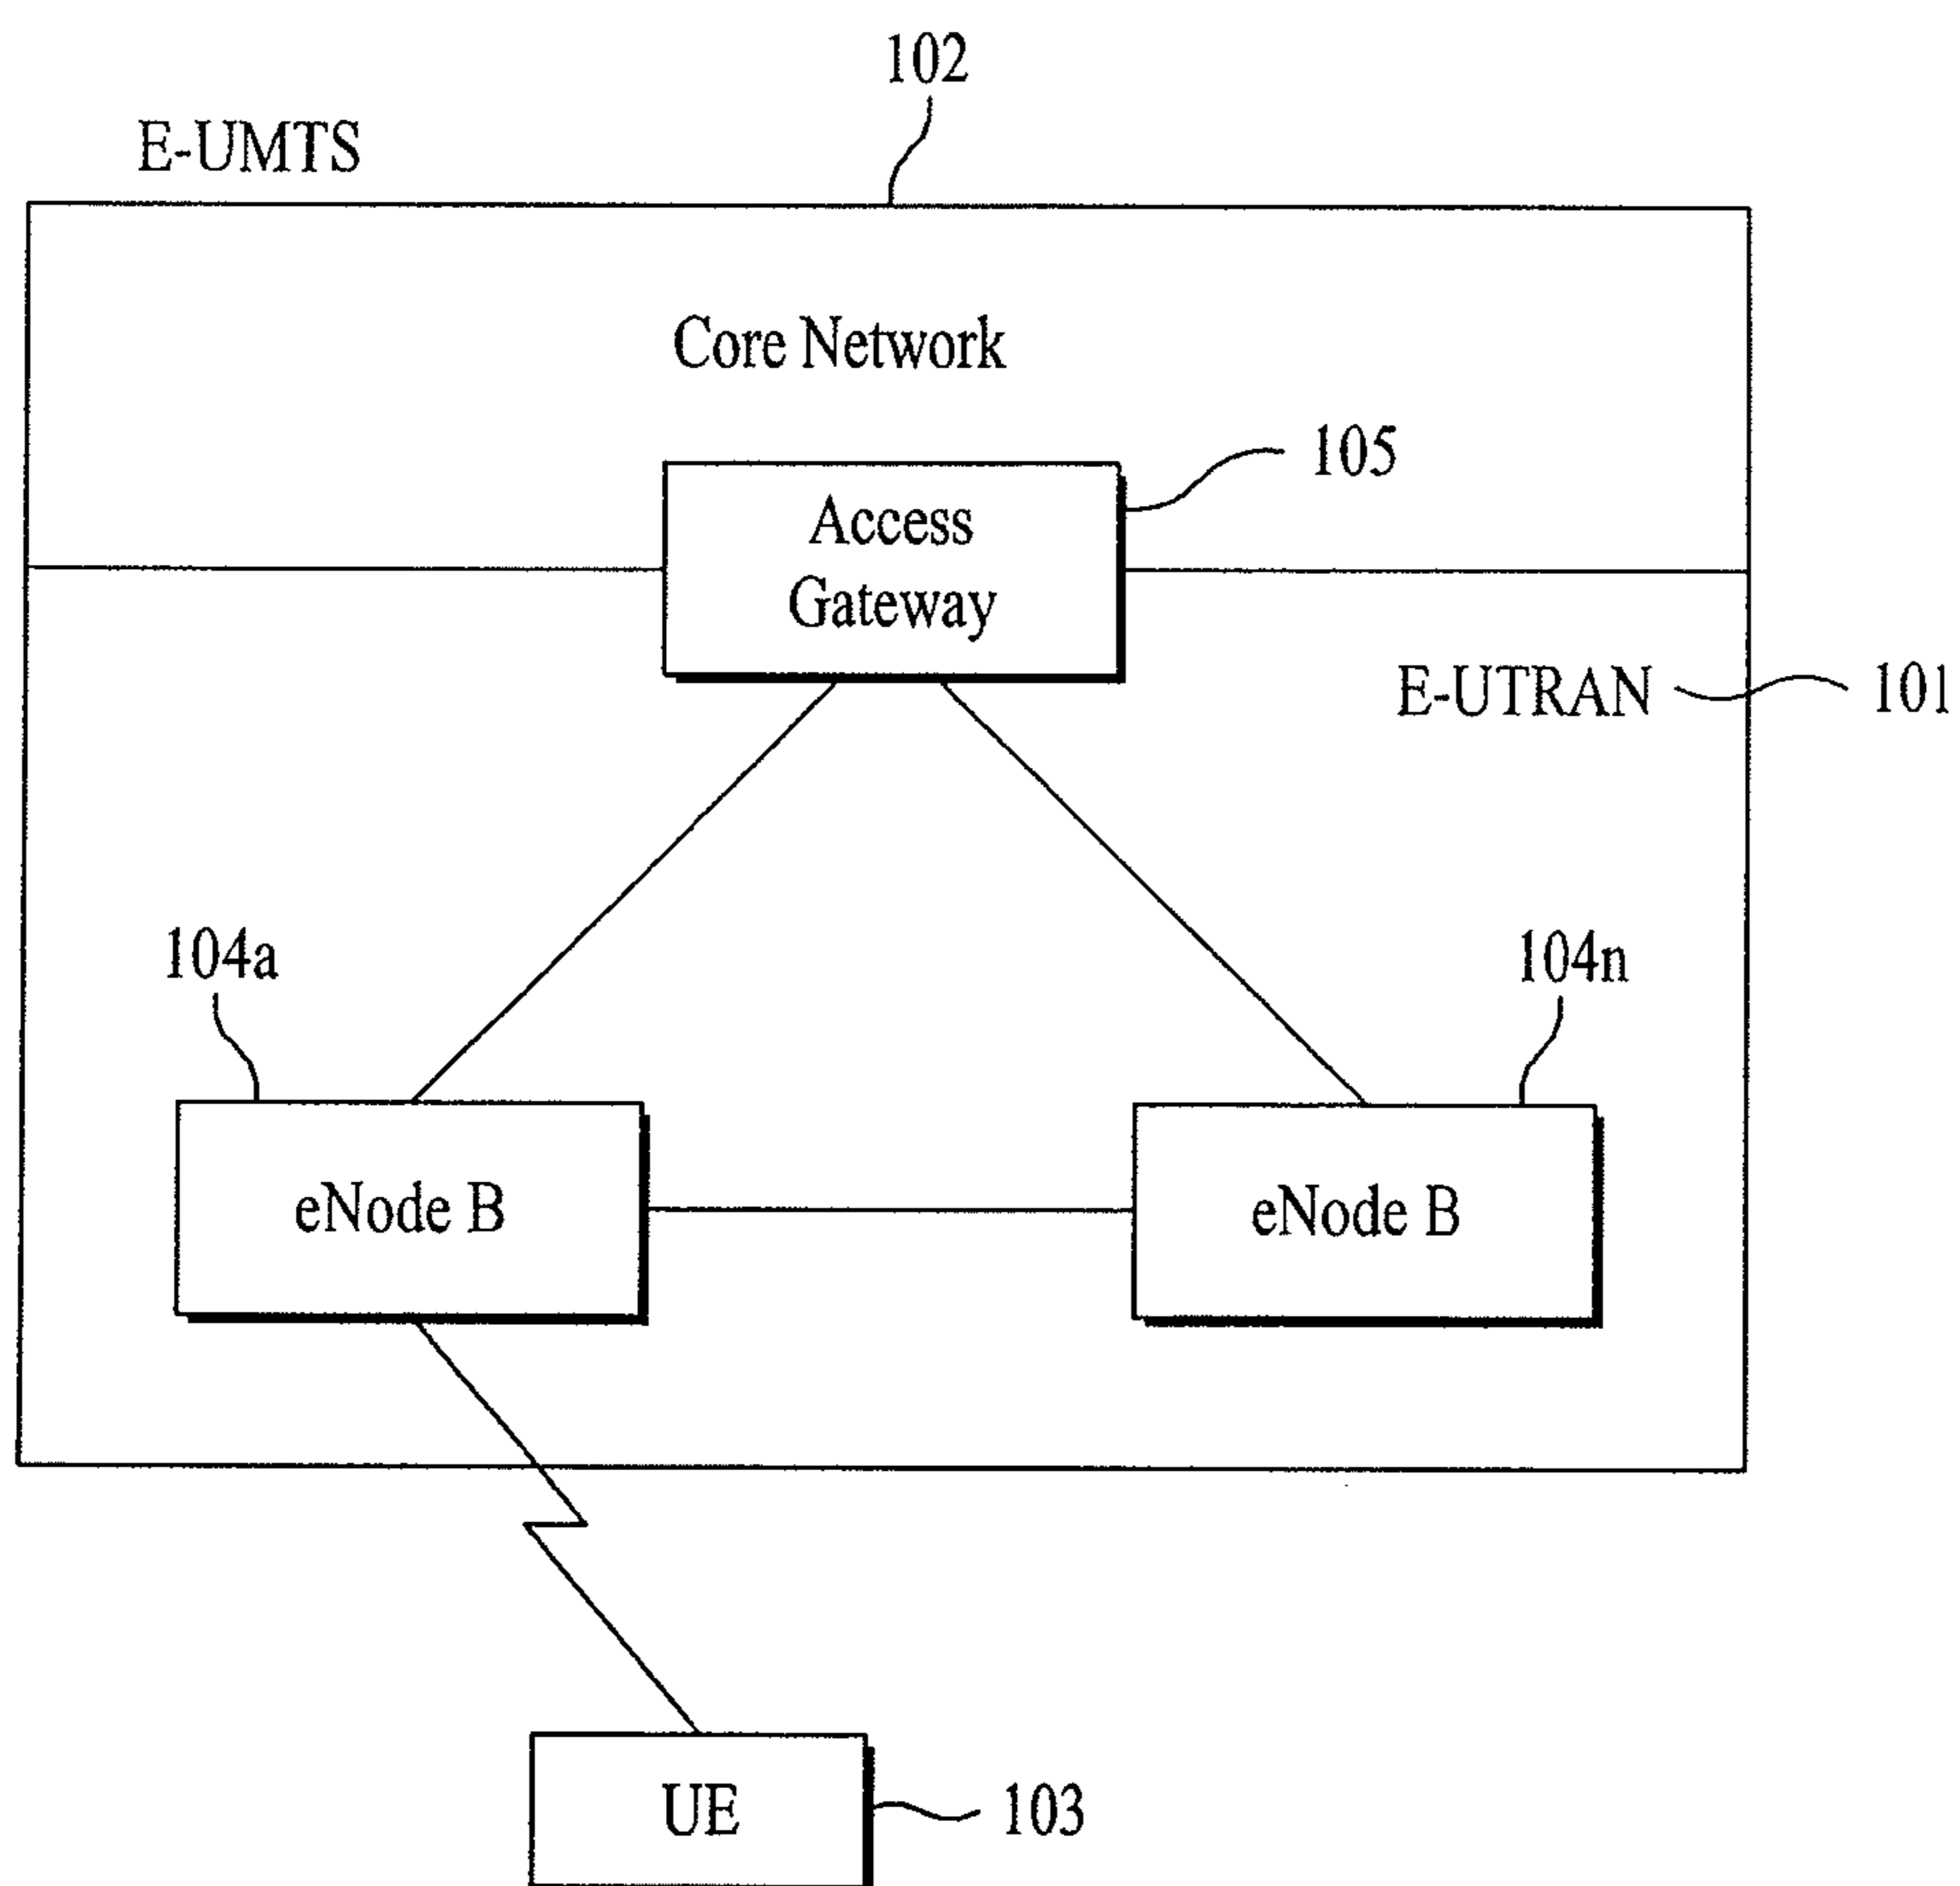 102
E-UMTS
Core Network
105
Access
Gateway
E-UTRAN
101
104a
104n
eNode B
eNode B
UE
103